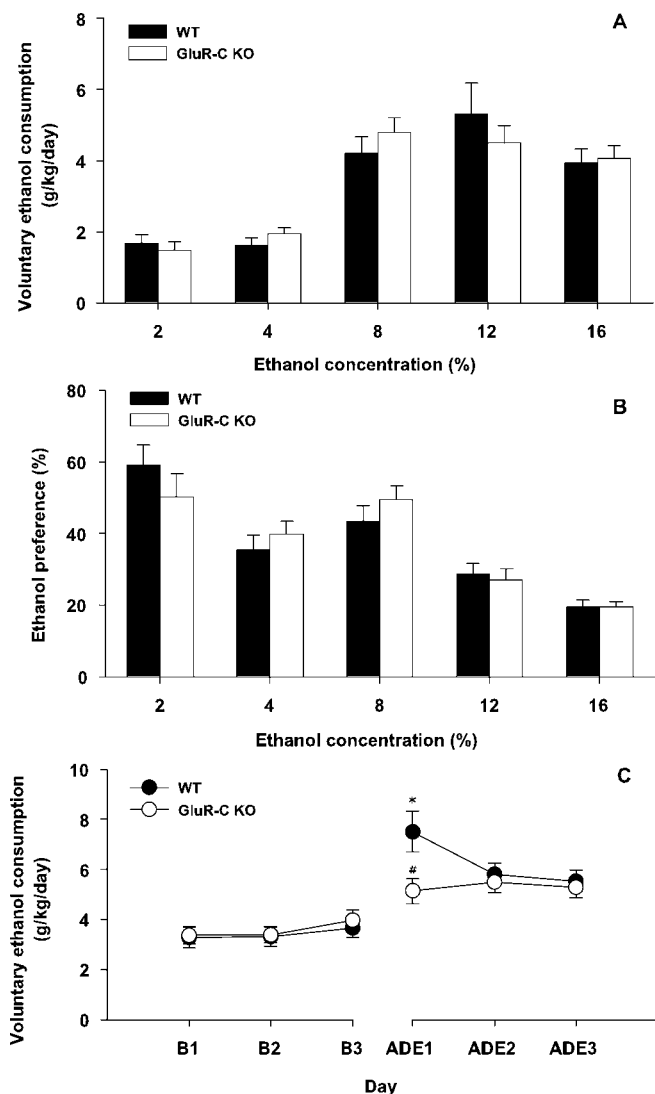 A
WT
GluR-C KO
Voluntary ethanol consumption
(g/kg/day)
8
6
4
2
0
2 4 8 12 16
Ethanol concentration (%)
B
WT
GluR-C KO
Ethanol preference (%)
80
60
40
20
0
2 4 8 12 16
Ethanol concentration (%)
C
WT
GluR-C KO
Voluntary ethanol consumption
(g/kg/day)
10
8
6
4
2
0
*
#
B1 B2 B3 ADE1 ADE2 ADE3
Day